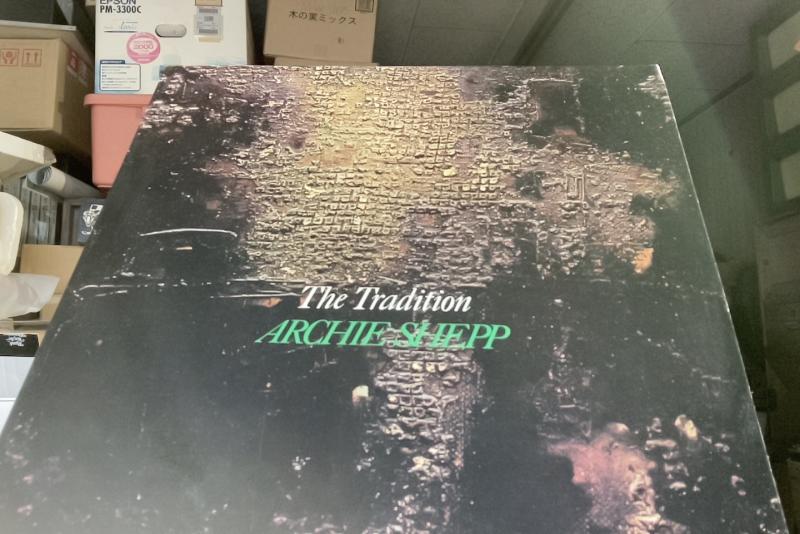 EPSON
PM-3300C
木の実ミックス
The Tradition
ARCHIE SHEPP